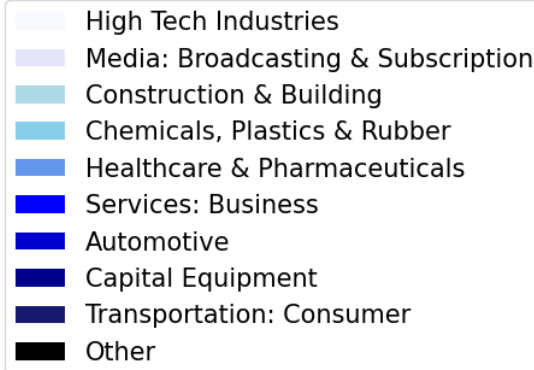 High Tech Industries
Media: Broadcasting & Subscription
Construction & Building
Chemicals, Plastics & Rubber
Healthcare & Pharmaceuticals
Services: Business
Automotive
Capital Equipment
Transportation: Consumer
Other